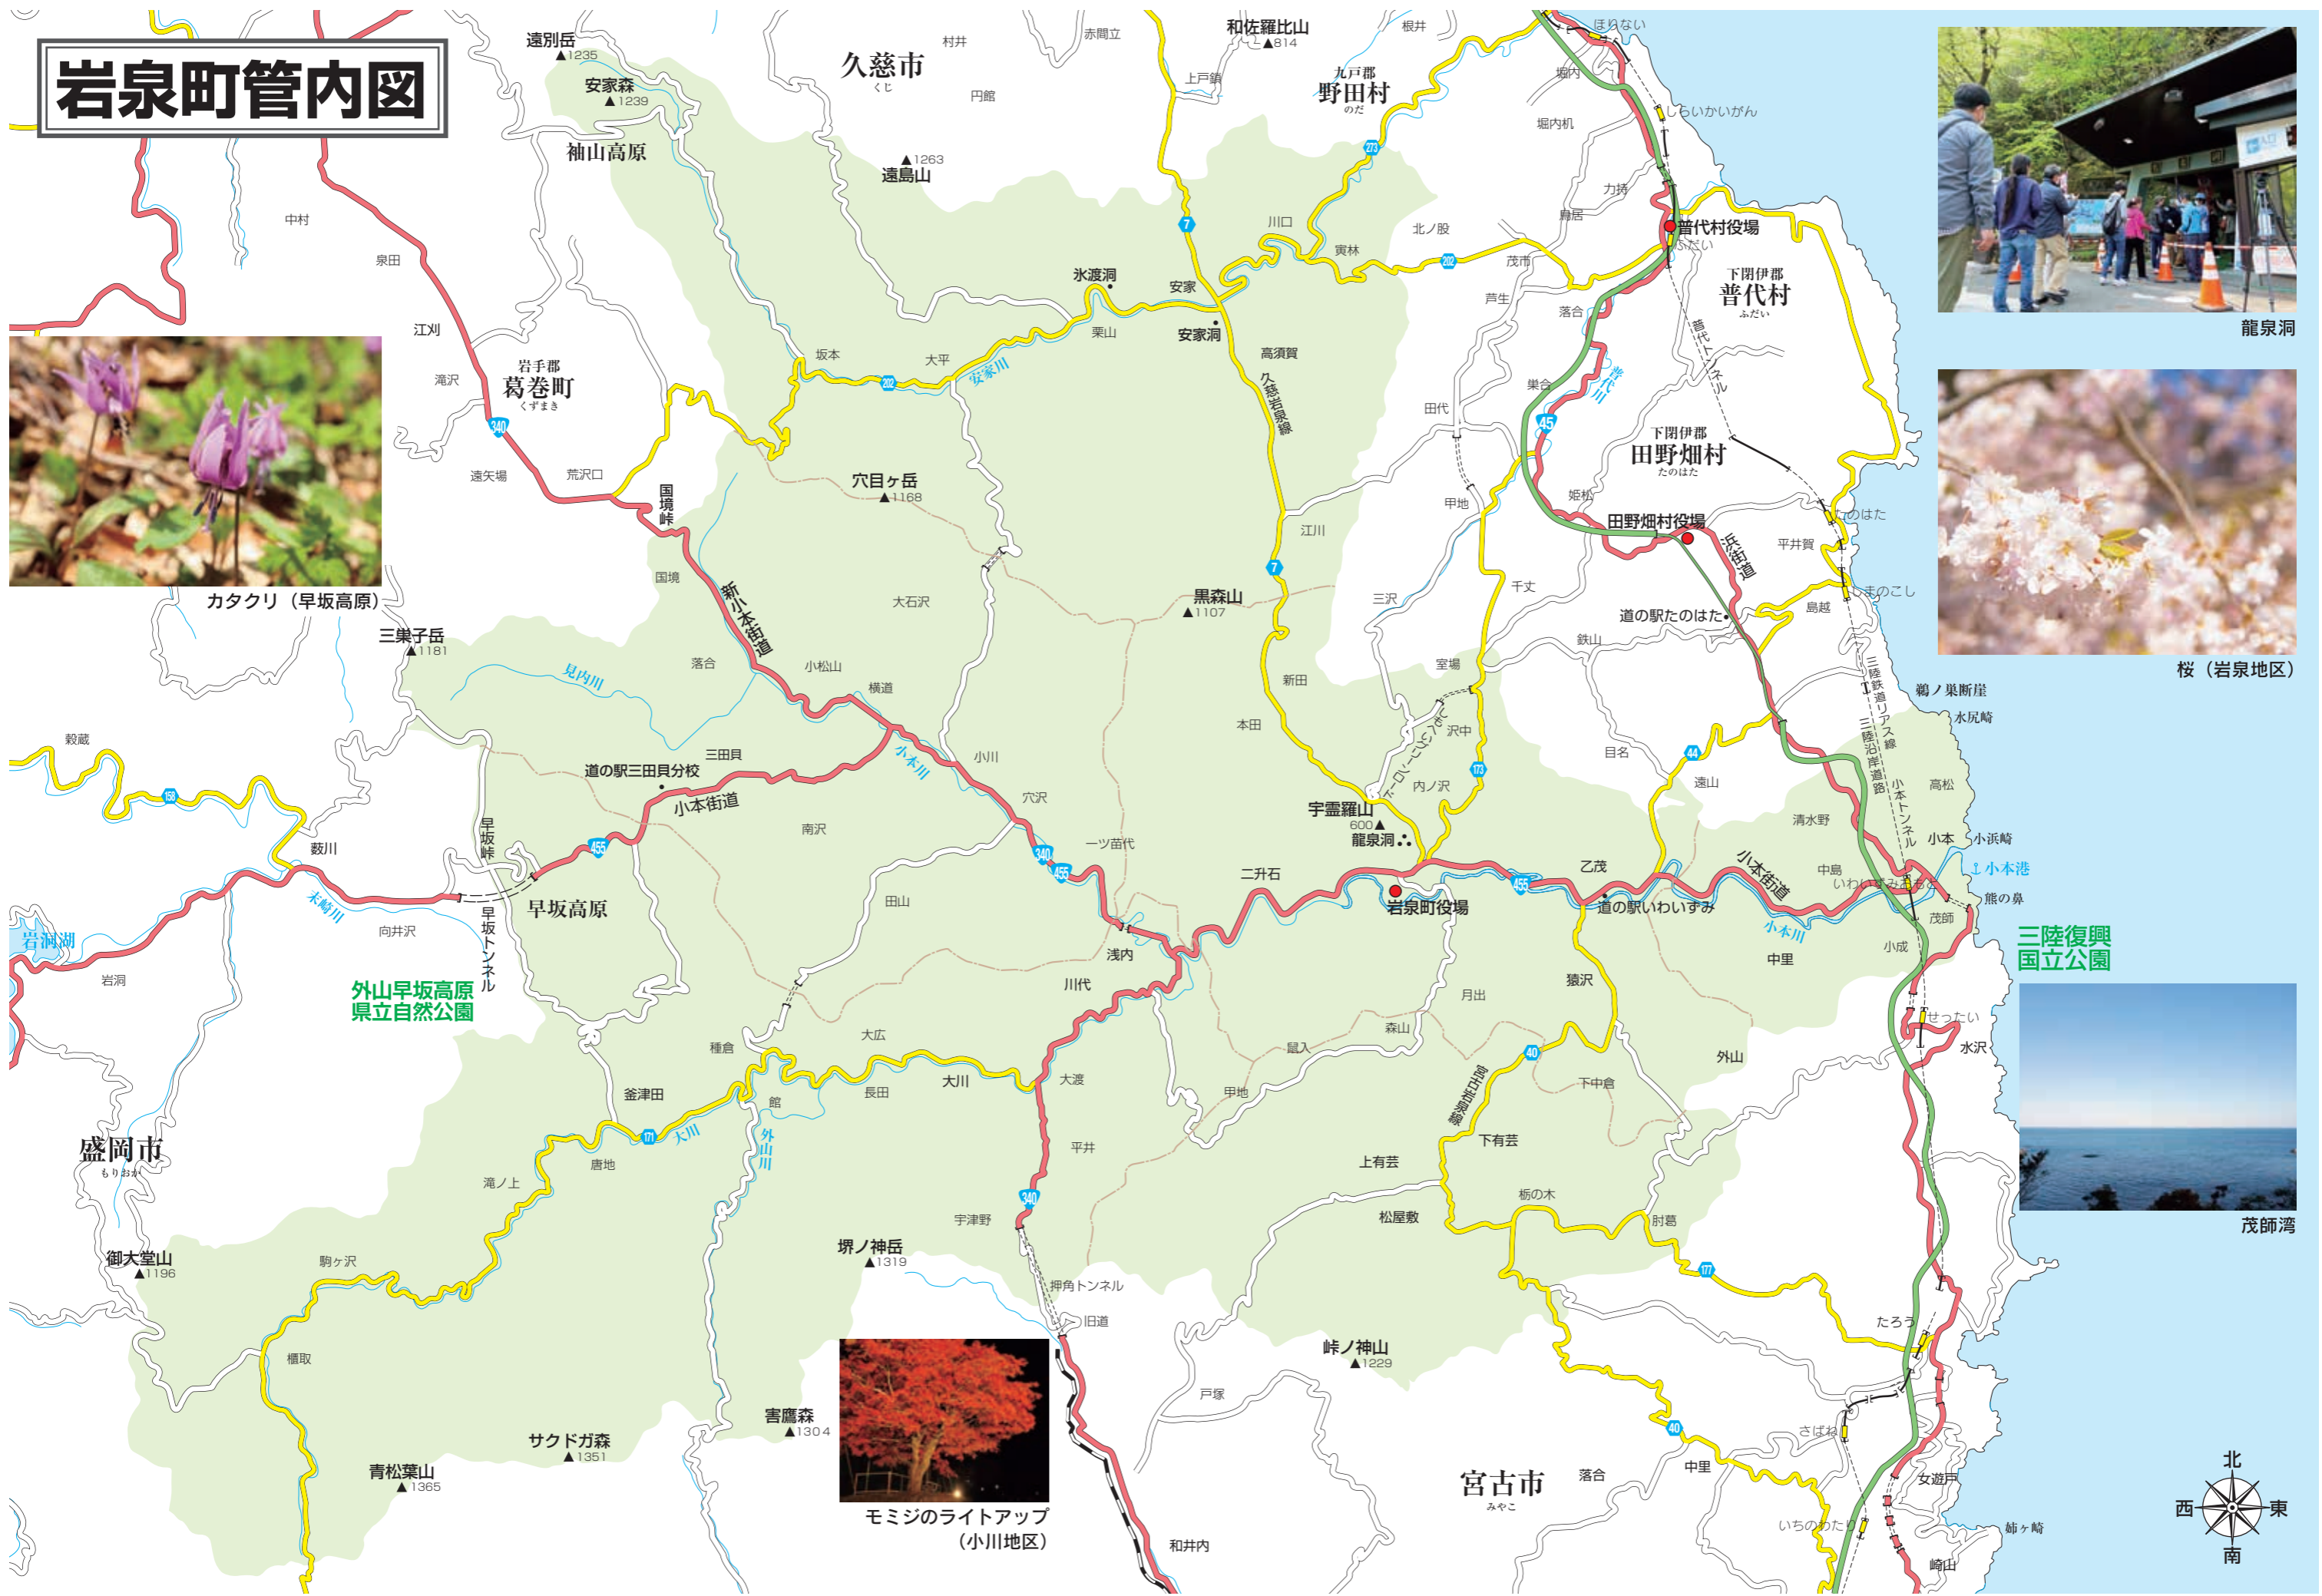 岩泉町管内図
遠別岳
▲1235
安家森
▲1239
袖山高原
久慈市
くじ
村井
円館
赤間立
▲1263
遠島山
和佐羅比山
▲814
上戸鎖
根井
九戸郡
野田村
のだ
273
ほりない
堀内
しらいかいがん
堀内机
力持
鳥居
普代村役場
ふだい
下閉伊郡
普代村
ふだい
龍泉洞
中村
泉田
江刈
滝沢
岩手郡
葛巻町
くずまき
340
遠矢場
荒沢口
国境峠
国境
カタクリ（早坂高原）
7
川口
寅林
北ノ股
202
茂市
芦生
落合
氷渡洞
安家
安家洞
栗山
坂本
大平
202
安家川
高須賀
久慈岩泉線
巣合
普代川
普代トンネル
田代
45
下閉伊郡
田野畑村
たのはた
穴目ヶ岳
▲1168
甲地
姫松
田野畑村役場
浜街道
たのはた
平井賀
しまのこし
島越
江川
7
千丈
三沢
道の駅たのはた
鉄山
桜（岩泉地区）
三巣子岳
▲1181
見内川
落合
新小本街道
小松山
横道
大石沢
黒森山
▲1107
新田
本田
室場
沢中
内ノ沢
173
目名
44
遠山
三陸鉄道リアス線
三陸沿岸道路
小本トンネル
鵜ノ巣断崖
水尻崎
高松
清水野
小本
小浜崎
小本港
熊の鼻
穀蔵
158
道の駅三田貝分校
三田貝
小本街道
小本川
小川
穴沢
南沢
455
340
455
一ツ苗代
宇霊羅山
600▲
龍泉洞
早坂峠
薮川
末崎川
早坂高原
早坂トンネル
向井沢
岩洞湖
岩洞
外山早坂高原
県立自然公園
田山
浅内
二升石
岩泉町役場
455
乙茂
道の駅いわいずみ
小本街道
小本川
中島
いわいずみおもと
茂師
小成
中里
三陸復興
国立公園
川代
猿沢
月出
森山
鼠入
甲地
40
宮古岩泉線
下中倉
外山
せったい
水沢
茂師湾
種倉
大広
大川
長田
大渡
釜津田
館
171
大川
外山川
唐地
滝ノ上
平井
340
宇津野
下有芸
上有芸
栃の木
松屋敷
肘葛
177
盛岡市
もりおか
御大堂山
▲1196
駒ヶ沢
櫃取
堺ノ神岳
▲1319
押角トンネル
旧道
峠ノ神山
▲1229
戸塚
たろう
さばね
40
害鷹森
▲1304
サクドガ森
▲1351
青松葉山
▲1365
モミジのライトアップ
（小川地区）
和井内
宮古市
みやこ
落合
中里
いちのわたり
女遊戸
姉ヶ崎
崎山
北
西
東
南